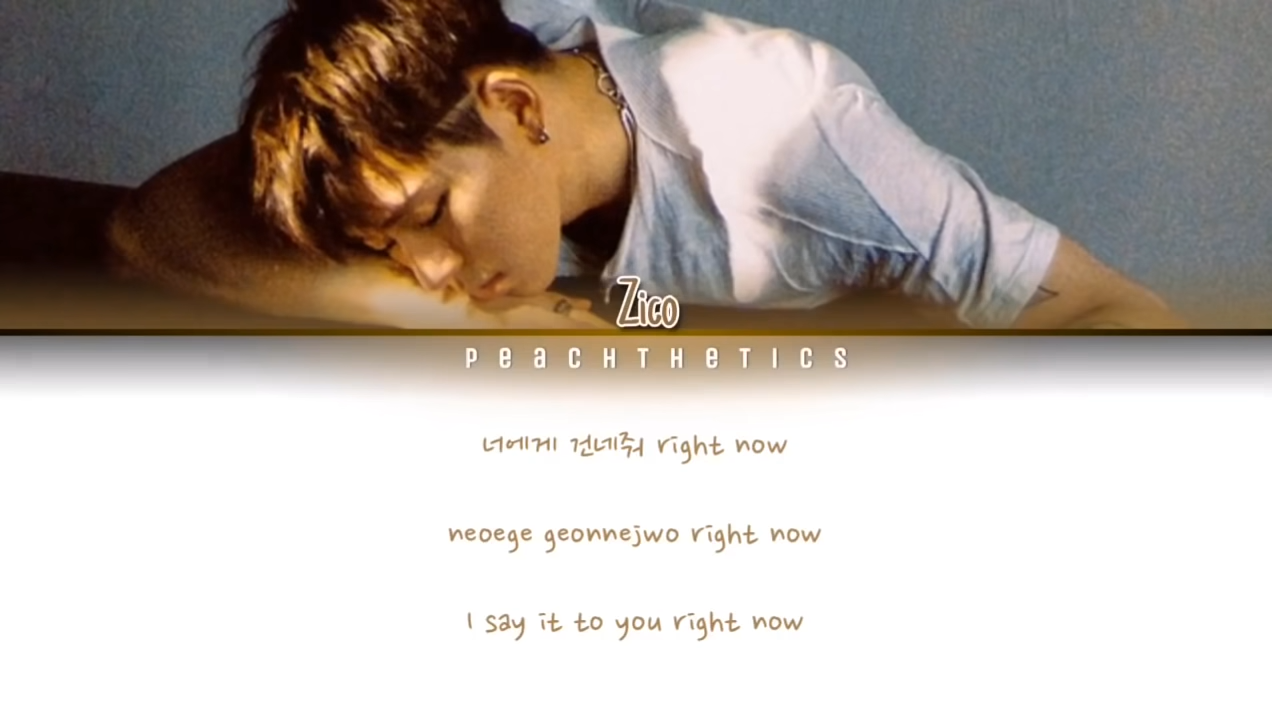 Zico
PeacHTHeTICS
너에게 건네줘 right now
neoege geonnejwo right now
I say it to you right now